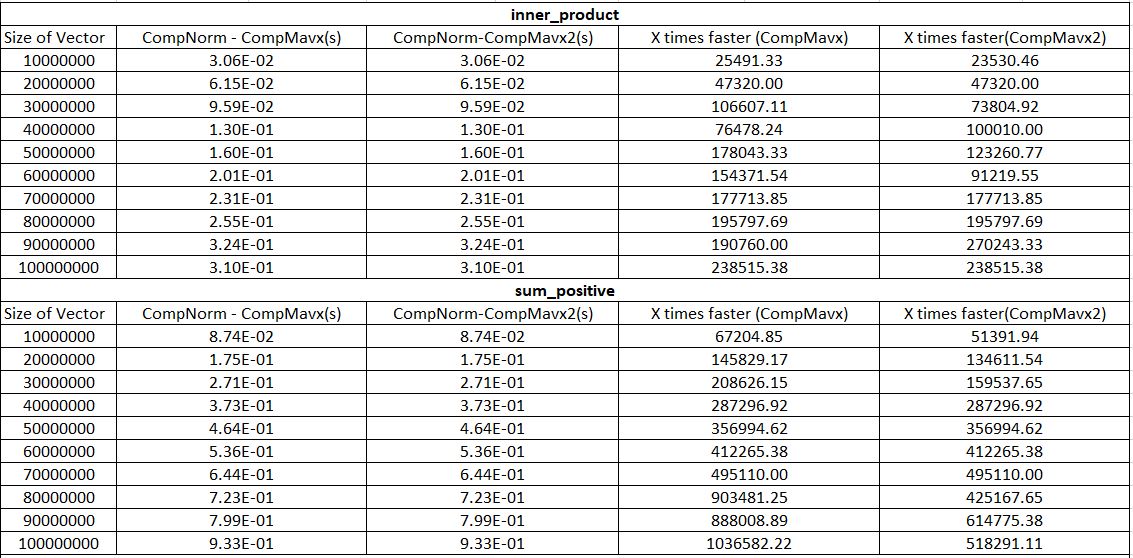 inner_product
Size of Vector CompNorm - CompMavx(s) CompNorm-CompMavx2(s) X times faster (CompMavx) X times faster(CompMavx2)
10000000 3.06E-02 3.06E-02 25491.33 23530.46
20000000 6.15E-02 6.15E-02 47320.00 47320.00
30000000 9.59E-02 9.59E-02 106607.11 73804.92
40000000 1.30E-01 1.30E-01 76478.24 100010.00
50000000 1.60E-01 1.60E-01 178043.33 123260.77
60000000 2.01E-01 2.01E-01 154371.54 91219.55
70000000 2.31E-01 2.31E-01 177713.85 177713.85
80000000 2.55E-01 2.55E-01 195797.69 195797.69
90000000 3.24E-01 3.24E-01 190760.00 270243.33
100000000 3.10E-01 3.10E-01 238515.38 238515.38
sum_positive
Size of Vector CompNorm - CompMavx(s) CompNorm-CompMavx2(s) X times faster (CompMavx) X times faster(CompMavx2)
10000000 8.74E-02 8.74E-02 67204.85 51391.94
20000000 1.75E-01 1.75E-01 145829.17 134611.54
30000000 2.71E-01 2.71E-01 208626.15 159537.65
40000000 3.73E-01 3.73E-01 287296.92 287296.92
50000000 4.64E-01 4.64E-01 356994.62 356994.62
60000000 5.36E-01 5.36E-01 412265.38 412265.38
70000000 6.44E-01 6.44E-01 495110.00 495110.00
80000000 7.23E-01 7.23E-01 903481.25 425167.65
90000000 7.99E-01 7.99E-01 888008.89 614775.38
100000000 9.33E-01 9.33E-01 1036582.22 518291.11